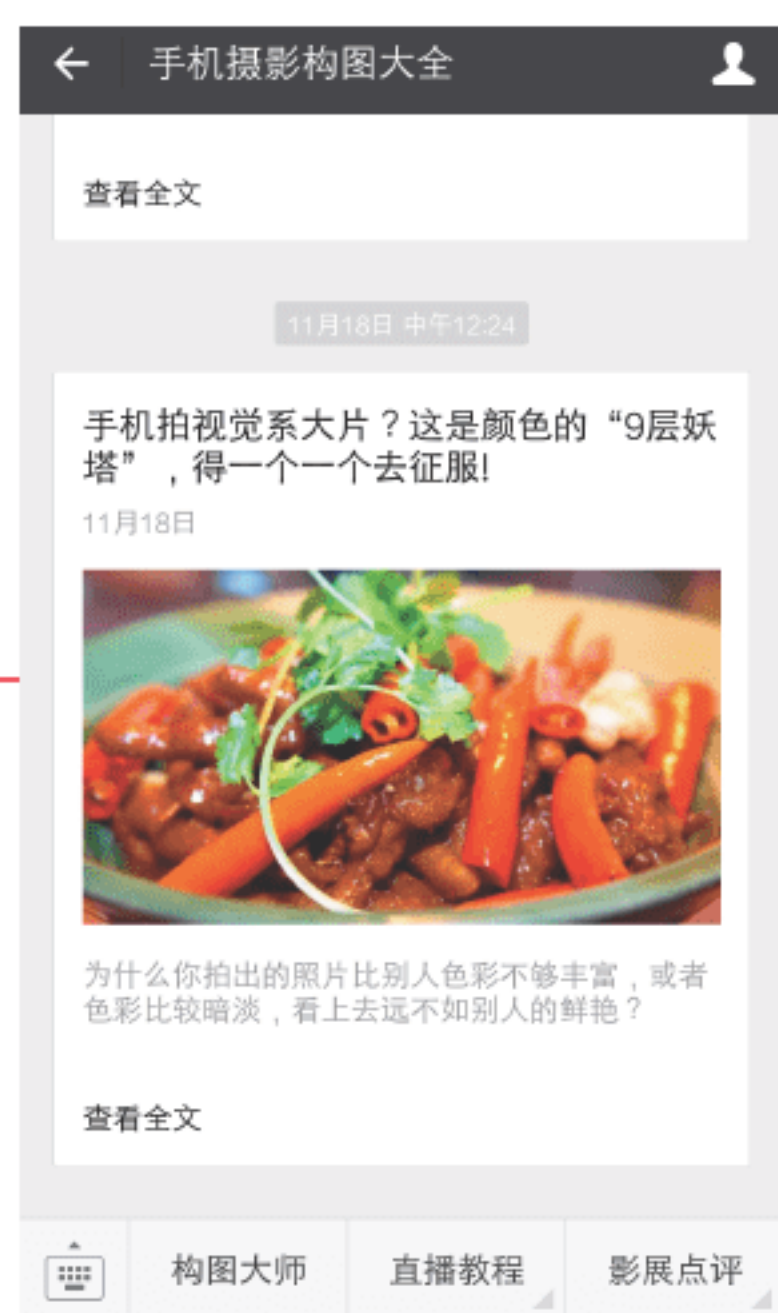 手机摄影构图大全
查看全文
11月18日 中午12:24
手机拍视觉系大片？这是颜色的“9层妖
塔”，得一个一个去征服!
11月18日
为什么你拍出的照片比别人色彩不够丰富，或者
色彩比较暗淡，看上去远不如别人的鲜艳？
查看全文
构图大师
直播教程
影展点评